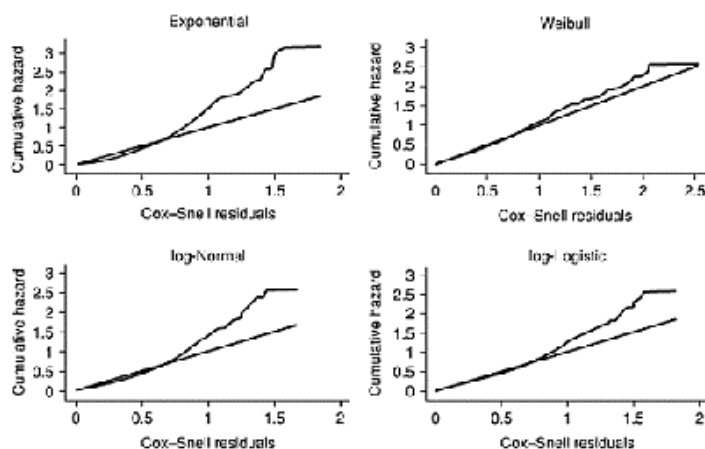 Exponential
Cumulative hazard
3
2.5
2
1.5
1
0.5
0
0 0.5 1 1.5 2
Cox–Snell residuals
Weibull
Cumulative hazard
3
2.5
2
1.5
1
0.5
0
0 0.5 1 1.5 2 2.5
Cox–Snell residuals
log-Normal
Cumulative hazard
3
2.5
2
1.5
1
0.5
0
0 0.5 1 1.5 2
Cox–Snell residuals
log-Logistic
Cumulative hazard
3
2.5
2
1.5
1
0.5
0
0 0.5 1 1.5 2
Cox–Snell residuals